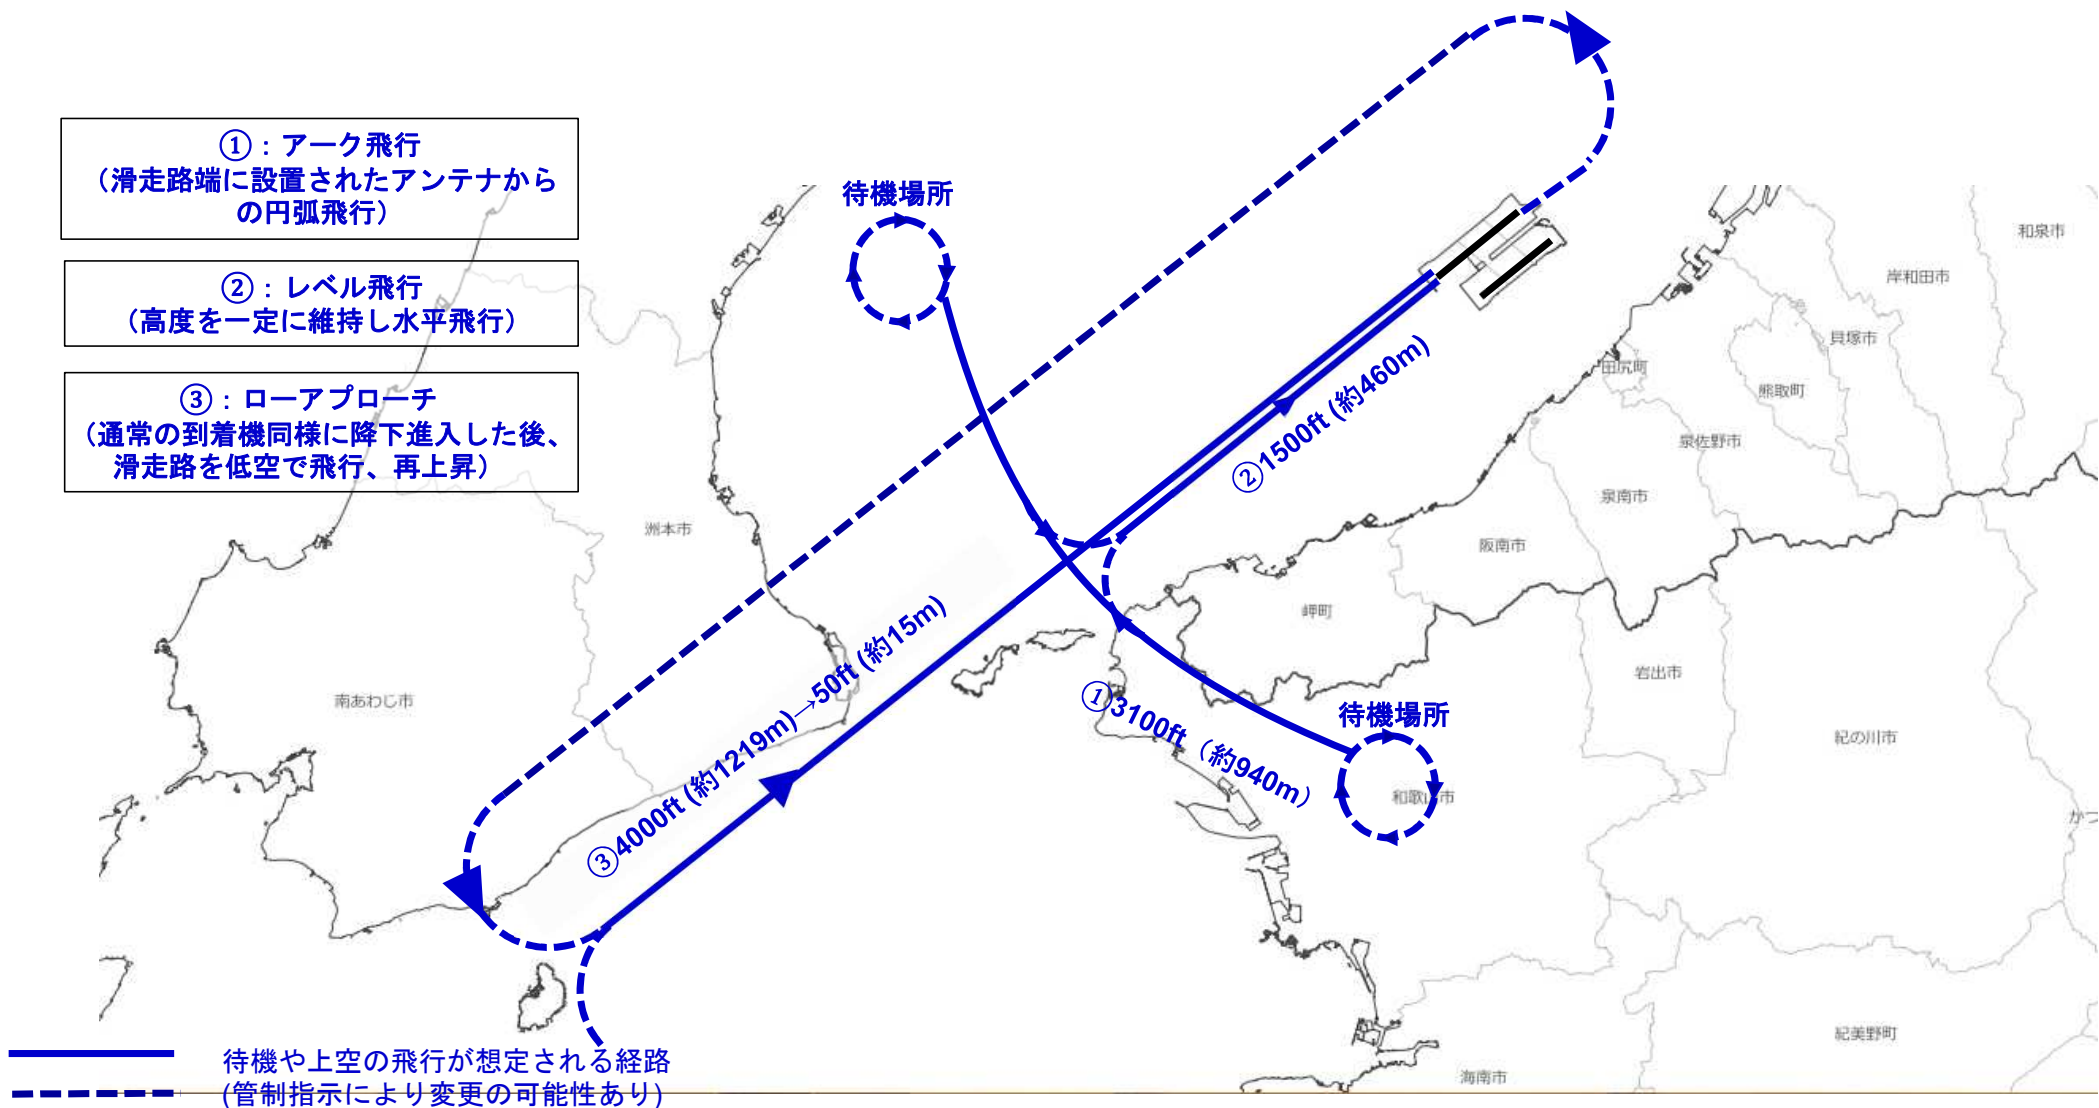 ①：アーク飛行
（滑走路端に設置されたアンテナから
の円弧飛行）
②：レベル飛行
（高度を一定に維持し水平飛行）
③：ローアプローチ
（通常の到着機同様に降下進入した後、
滑走路を低空で飛行、再上昇）
待機場所
②1500ft (約460m)
③4000ft (約1219m)→50ft (約15m)
①3100ft（約940m）
待機場所
和泉市
岸和田市
貝塚市
田尻町
熊取町
泉佐野市
泉南市
阪南市
岬町
洲本市
南あわじ市
岩出市
紀の川市
和歌山市
かつ
紀美野町
海南市
待機や上空の飛行が想定される経路
(管制指示により変更の可能性あり)